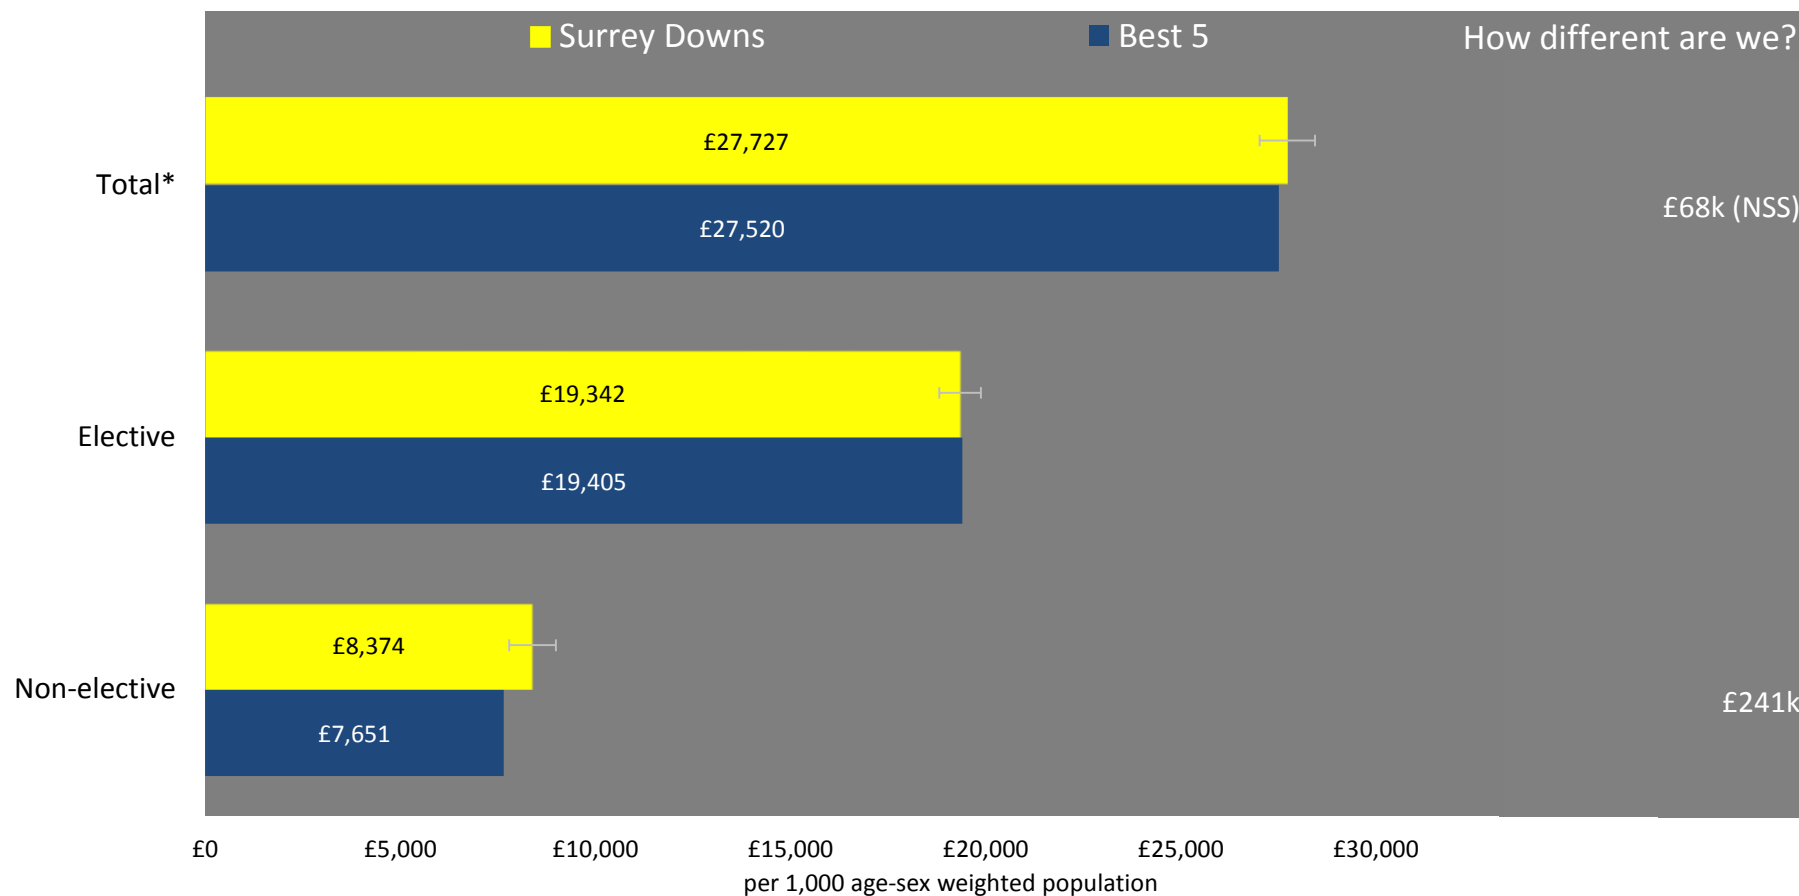 Surrey Downs
Best 5
How different are we?
Total*
£27,727
£27,520
£68k (NSS)
Elective
£19,342
£19,405
Non-elective
£8,374
£7,651
£241k
£0 £5,000 £10,000 £15,000 £20,000 £25,000 £30,000
per 1,000 age-sex weighted population